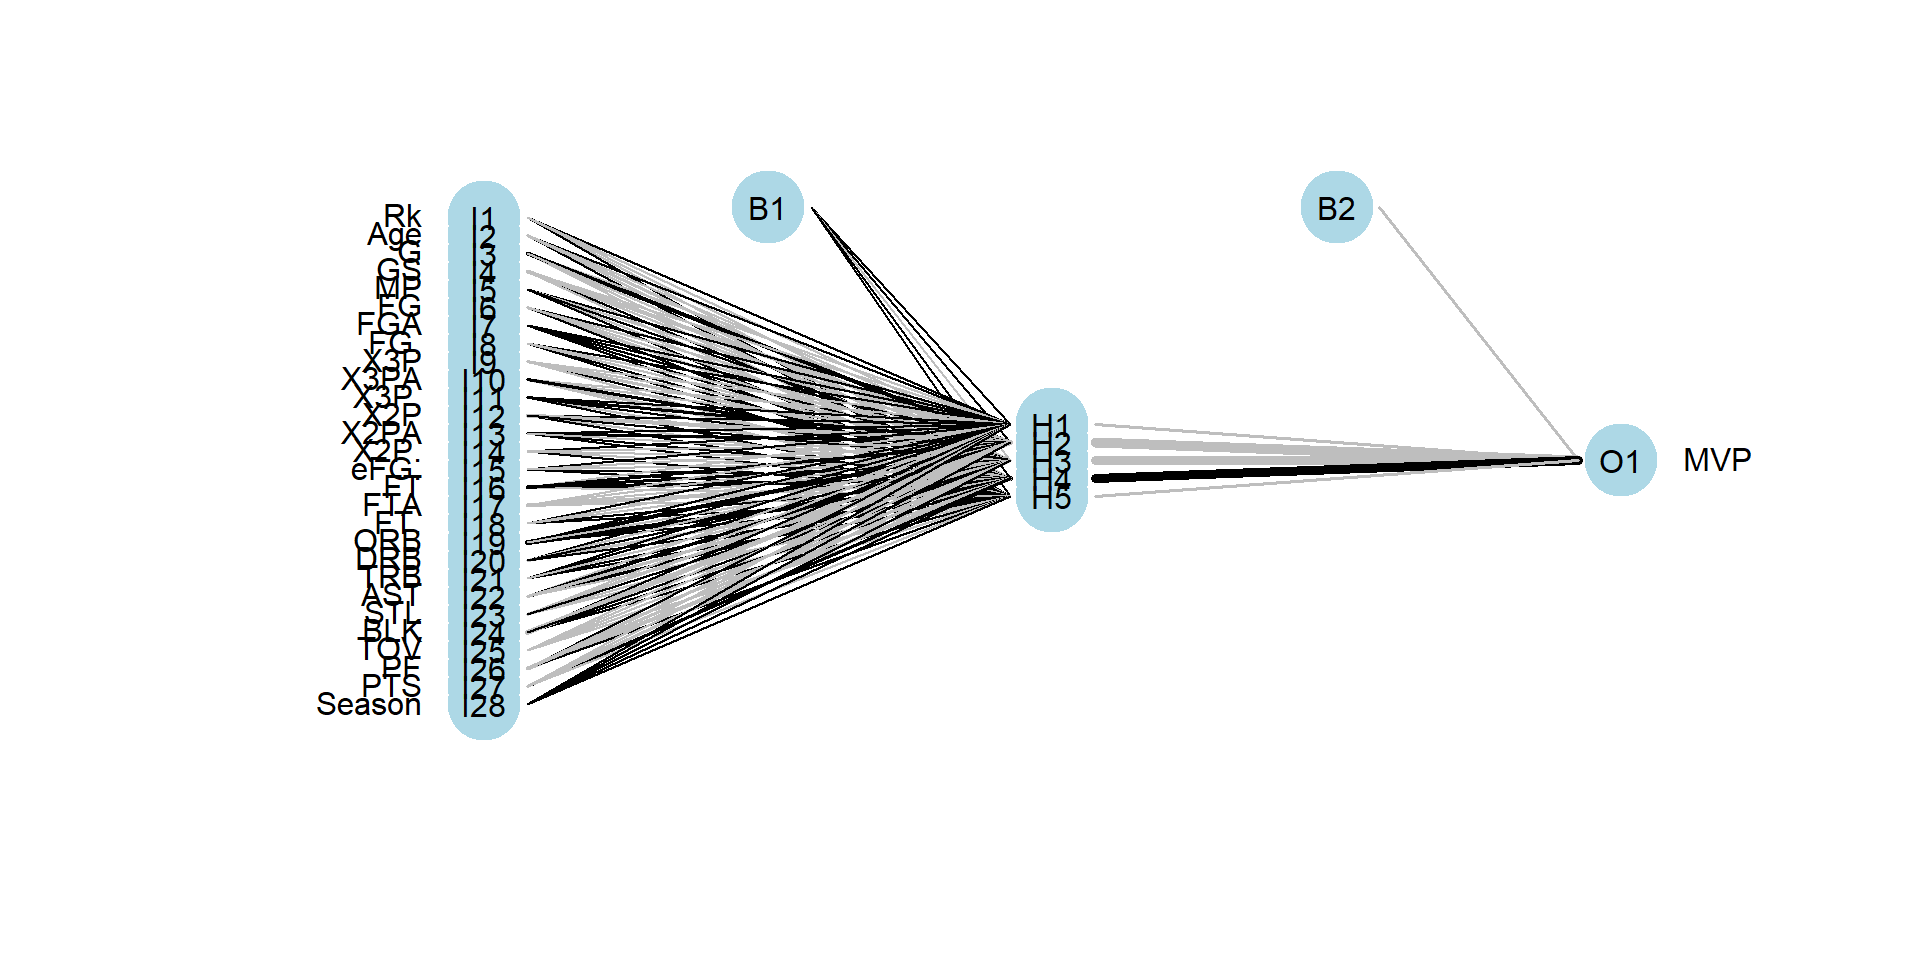 Rk
Age
G
GS
MP
FG
FGA
FG.
X3P
X3PA
X3P.
X2P
X2PA
X2P.
eFG.
FT
FTA
FT.
ORB
DRB
TRB
AST
STL
BLK
TOV
PF
PTS
Season
I1
I2
I3
I4
I5
I6
I7
I8
I9
I10
I11
I12
I13
I14
I15
I16
I17
I18
I19
I20
I21
I22
I23
I24
I25
I26
I27
I28
B1
H1
H2
H3
H4
H5
B2
O1
MVP